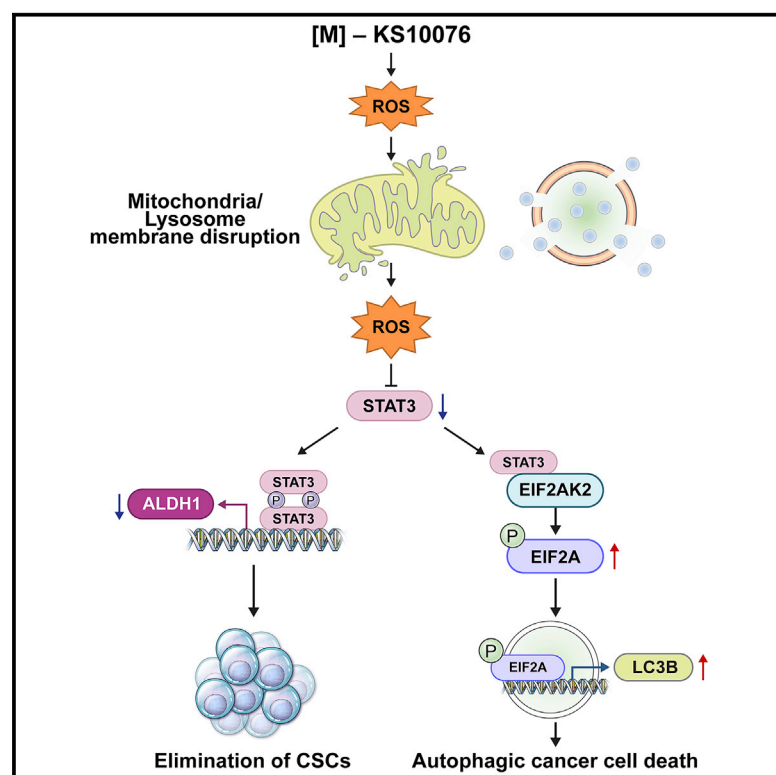 [M] – KS10076
ROS
Mitochondria/
Lysosome
membrane disruption
ROS
STAT3
STAT3
P P
STAT3
ALDH1
STAT3
EIF2AK2
P
EIF2A
P
EIF2A
LC3B
Elimination of CSCs
Autophagic cancer cell death